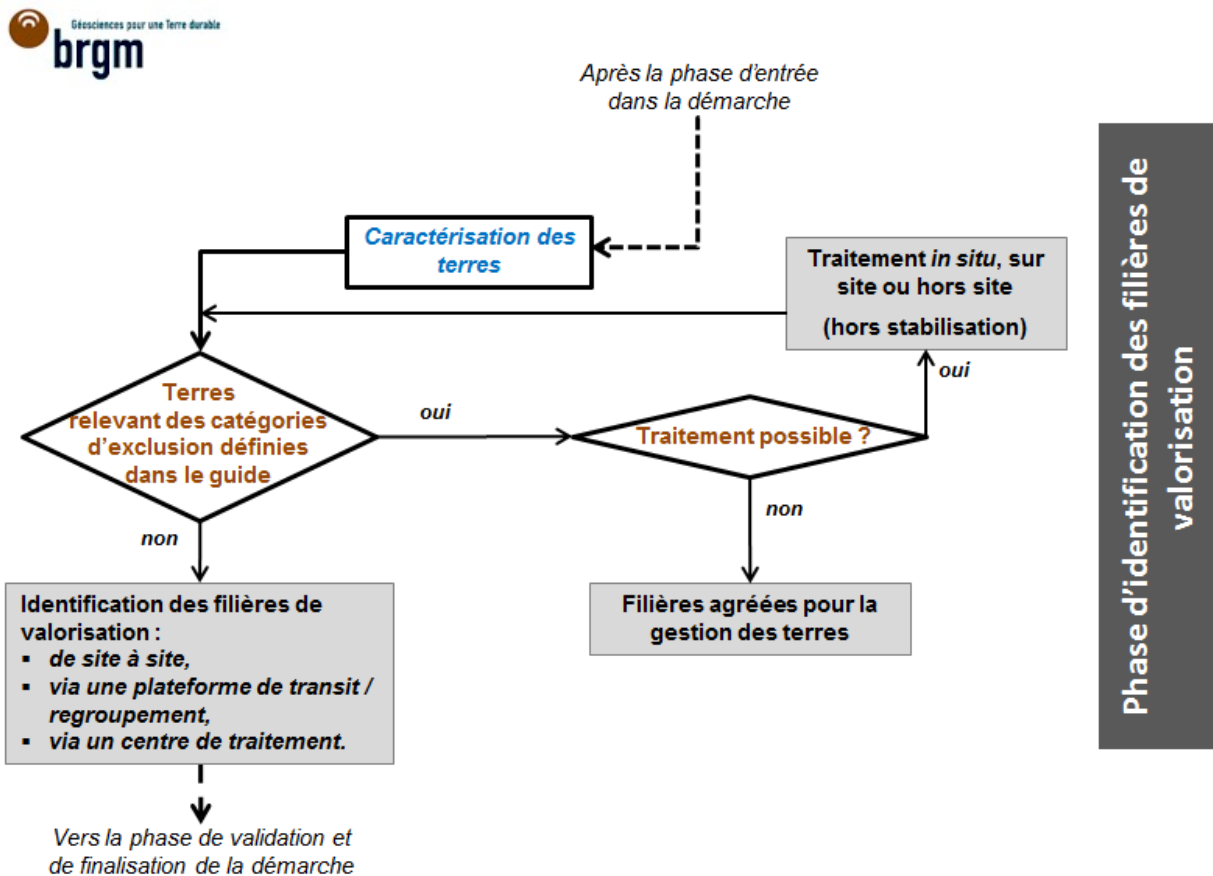 Géosciences pour une Terre durable
brgm
Après la phase d'entrée
dans la démarche
Caractérisation des
terres
Traitement in situ, sur
site ou hors site
(hors stabilisation)
oui
Terres
relevant des catégories
d'exclusion définies
dans le guide
oui
Traitement possible ?
non
non
Identification des filières de
valorisation :
▪ de site à site,
▪ via une plateforme de transit /
regroupement,
▪ via un centre de traitement.
Filières agréées pour la
gestion des terres
Vers la phase de validation et
de finalisation de la démarche
Phase d'identification des filières de
valorisation